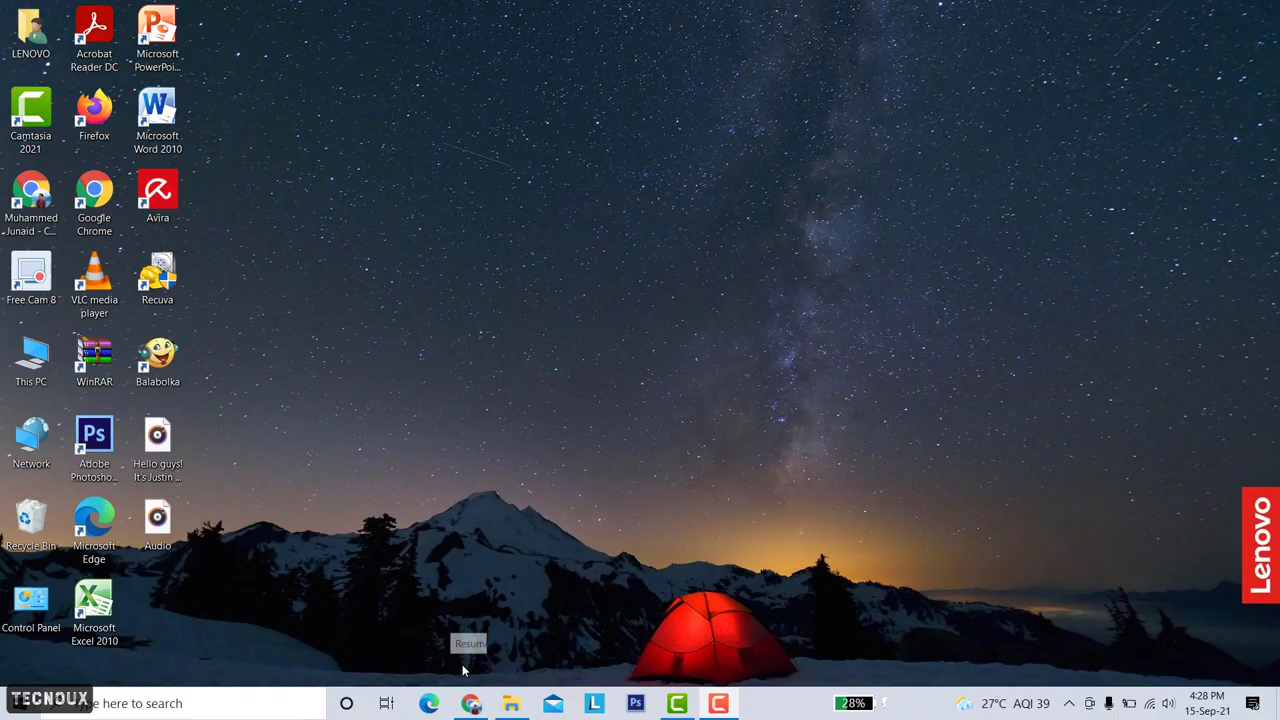 LENOVO
Acrobat
Reader DC
Microsoft
PowerPoi...
Camtasia
2021
Firefox
Microsoft
Word 2010
Muhammed
Junaid - C...
Google
Chrome
Avira
Free Cam 8
VLC media
player
Recuva
This PC
WinRAR
Balabolka
Network
Ps
Adobe
Photosho...
Hello guys!
It's Justin ...
Recycle Bin
Microsoft
Edge
Audio
Control Panel
Microsoft
Excel 2010
Lenovo
TECNOUX
here to search
L
Ps
28%
27°C AQI 39
4:28 PM
15-Sep-21